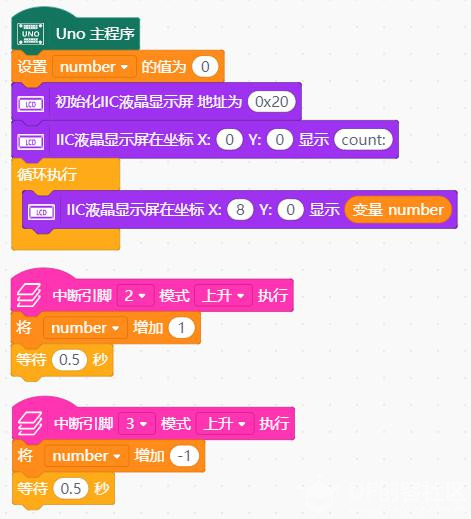 UNO Uno 主程序
设置 number 的值为 0
LCD 初始化IIC液晶显示屏 地址为 0x20
LCD IIC液晶显示屏在坐标 X: 0 Y: 0 显示 count:
循环执行
LCD IIC液晶显示屏在坐标 X: 8 Y: 0 显示 变量 number
中断引脚 2 模式 上升 执行
将 number 增加 1
等待 0.5 秒
中断引脚 3 模式 上升 执行
将 number 增加 -1
等待 0.5 秒